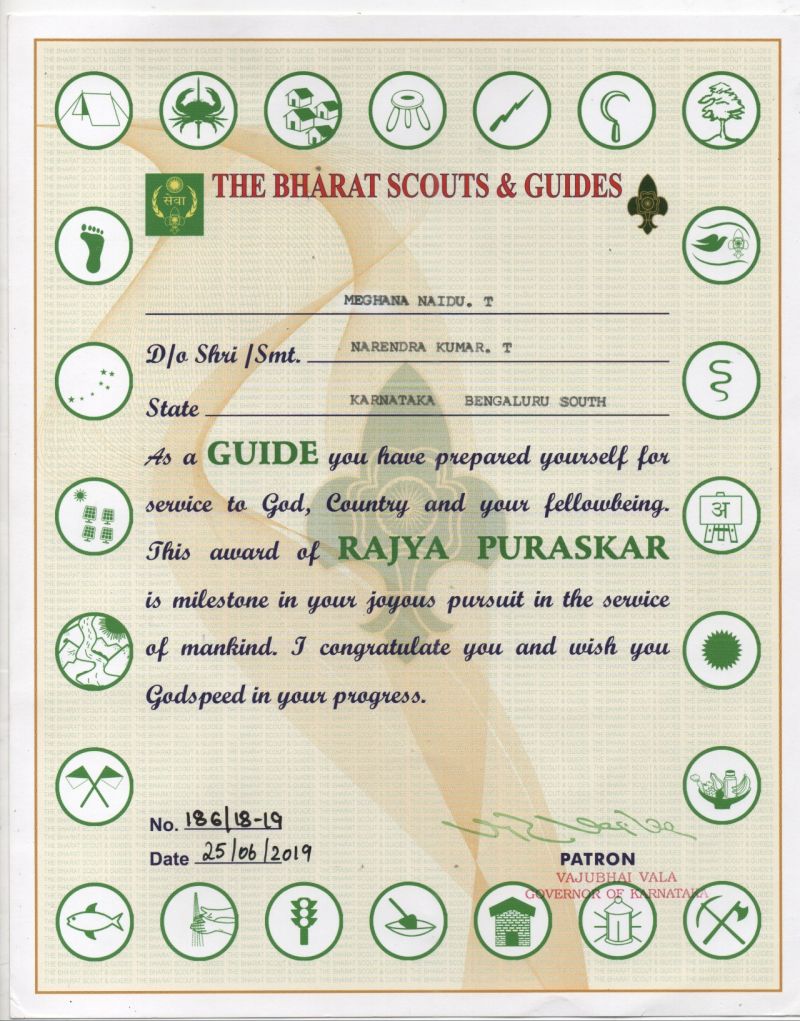 THE BHARAT SCOUTS & GUIDES
सेवा
MEGHANA NAIDU. T
D/o Shri /Smt. NARENDRA KUMAR. T
State KARNATAKA BENGALURU SOUTH
As a GUIDE you have prepared yourself for
service to God, Country and your fellowbeing.
This award of RAJYA PURASKAR
is milestone in your joyous pursuit in the service
of mankind. I congratulate you and wish you
Godspeed in your progress.
अ
No. 186/18-19
Date 25/06/2019
PATRON
VAJUBHAI VALA
GOVERNOR OF KARNATAKA